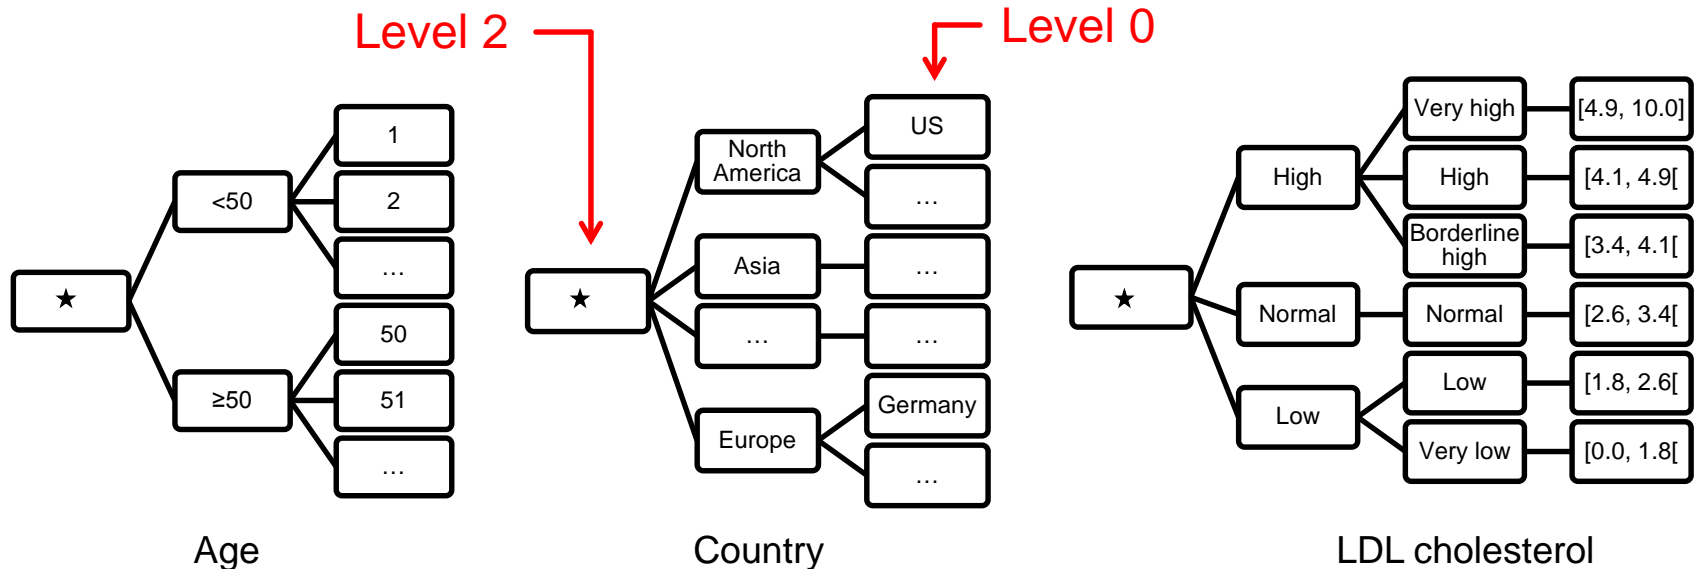 Level 2
Level 0
★
<50
≥50
1
2
…
50
51
…
Age
★
North
America
Asia
…
Europe
US
…
…
…
Germany
…
Country
★
High
Normal
Low
Very high
High
Borderline
high
Normal
Low
Very low
[4.9, 10.0]
[4.1, 4.9[
[3.4, 4.1[
[2.6, 3.4[
[1.8, 2.6[
[0.0, 1.8[
LDL cholesterol